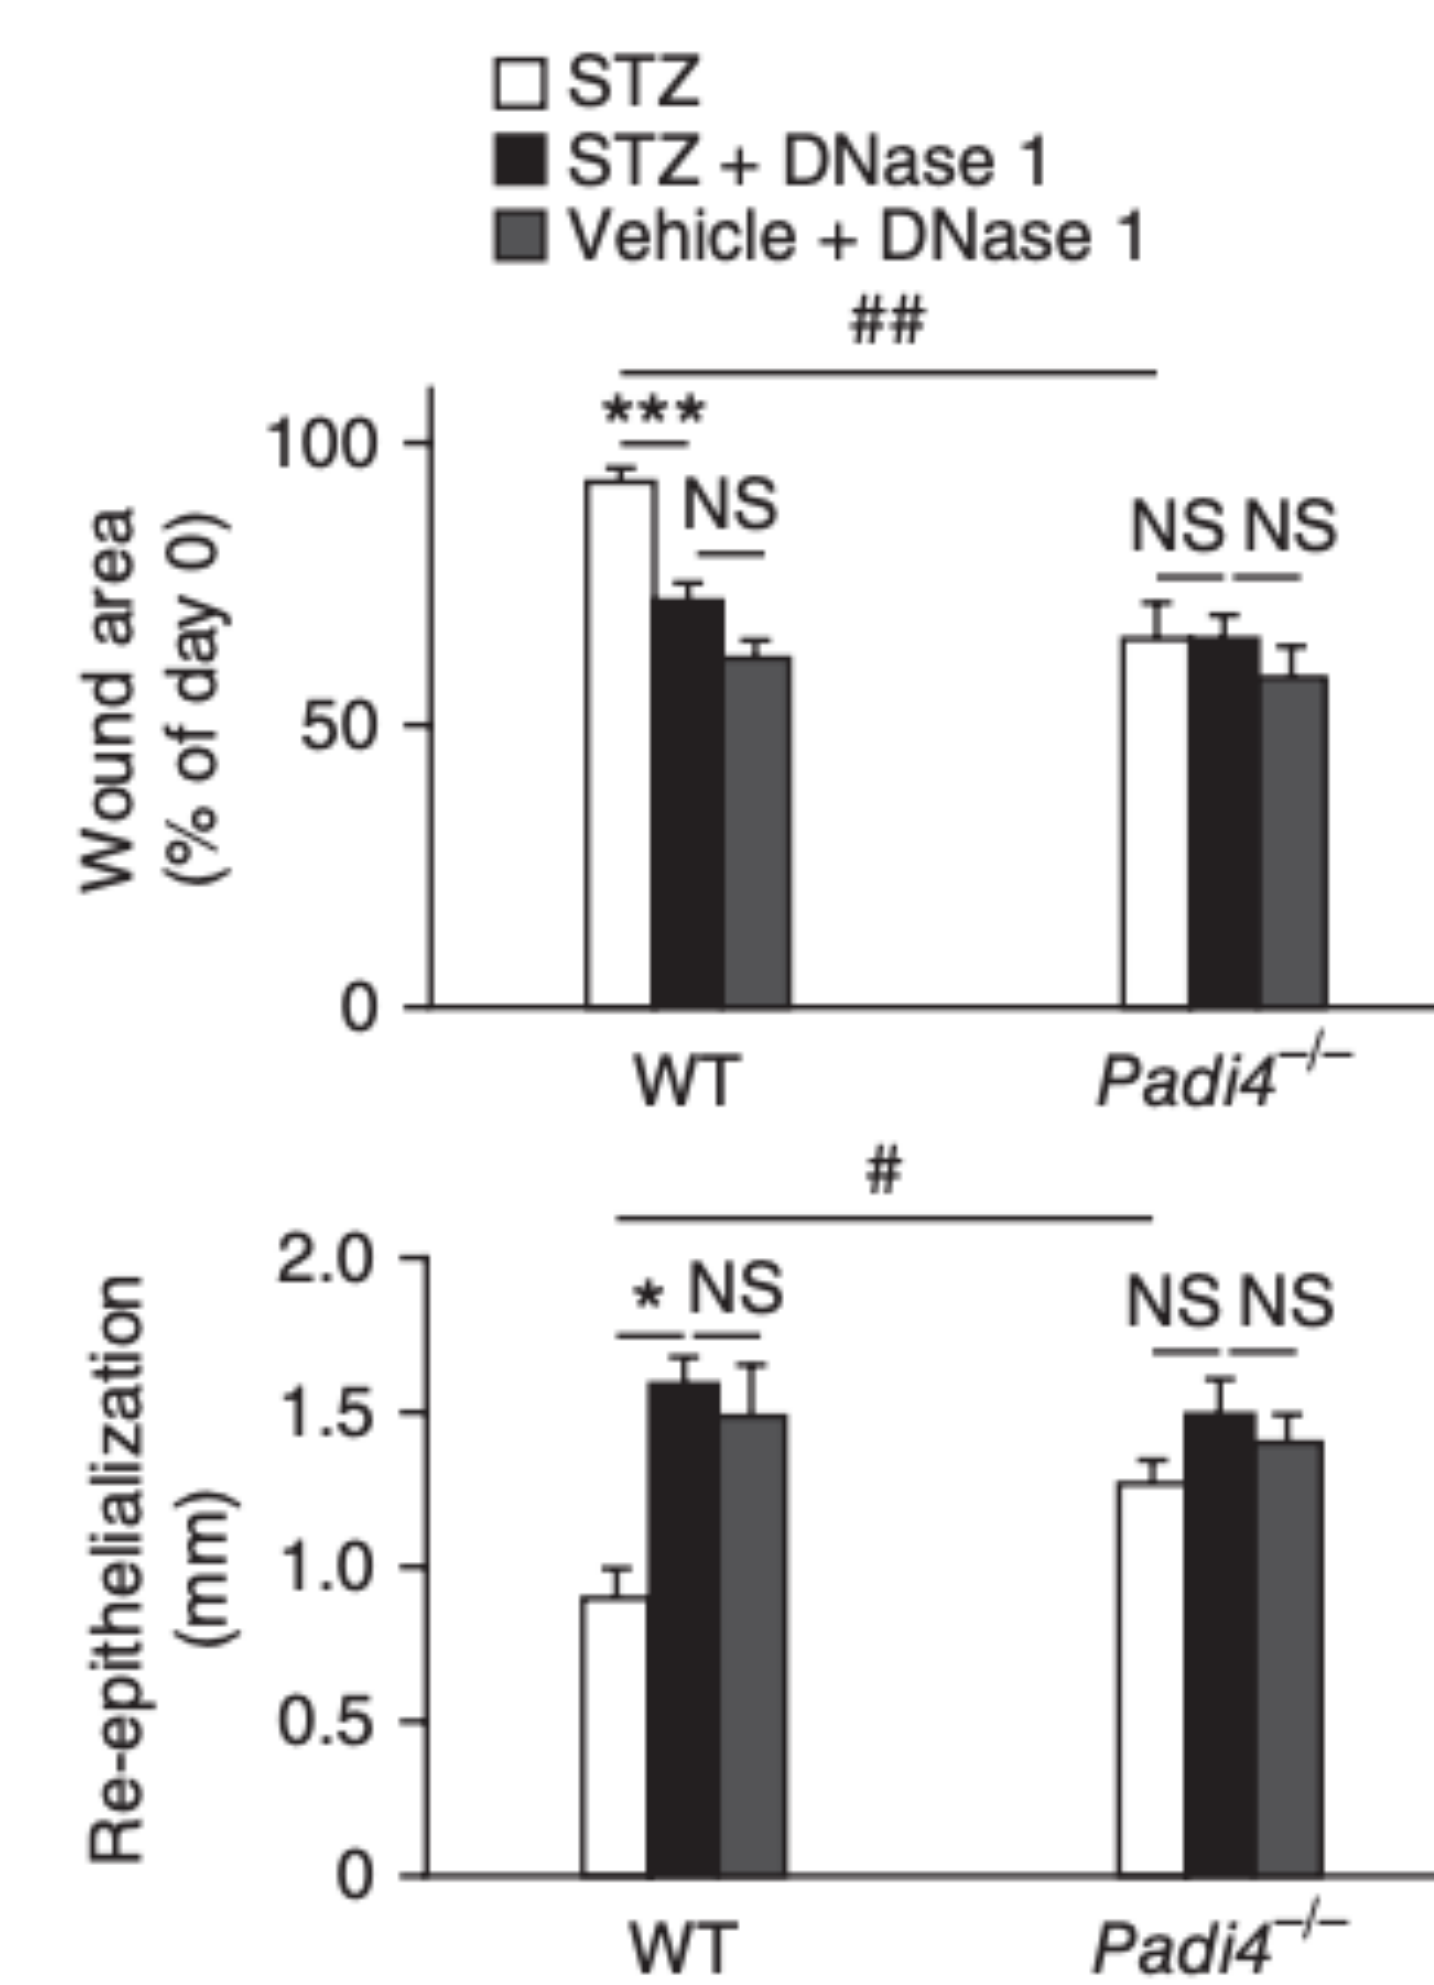 STZ
STZ + DNase 1
Vehicle + DNase 1
##
***
NS
NS NS
100
50
0
Wound area
(% of day 0)
WT
Padi4–/–
#
* NS
NS NS
2.0
1.5
1.0
0.5
0
Re-epithelialization
(mm)
WT
Padi4–/–